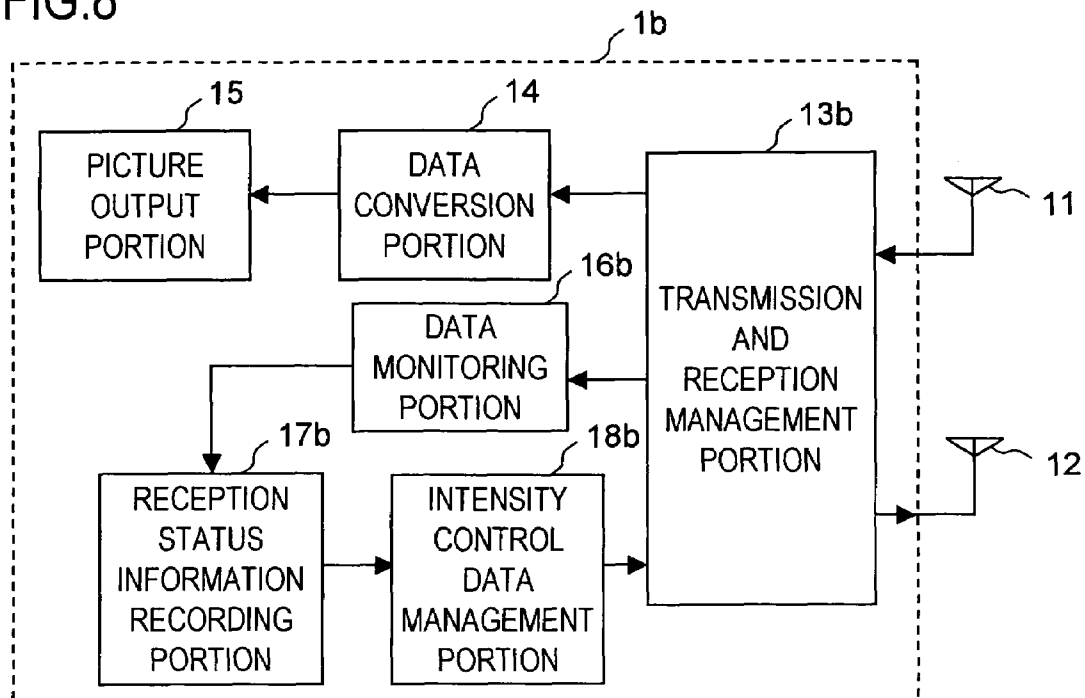 FIG.8
1b
15
14
13b
PICTURE
OUTPUT
PORTION
DATA
CONVERSION
PORTION
11
16b
TRANSMISSION
AND
RECEPTION
MANAGEMENT
PORTION
DATA
MONITORING
PORTION
17b
18b
12
RECEPTION
STATUS
INFORMATION
RECORDING
PORTION
INTENSITY
CONTROL
DATA
MANAGEMENT
PORTION